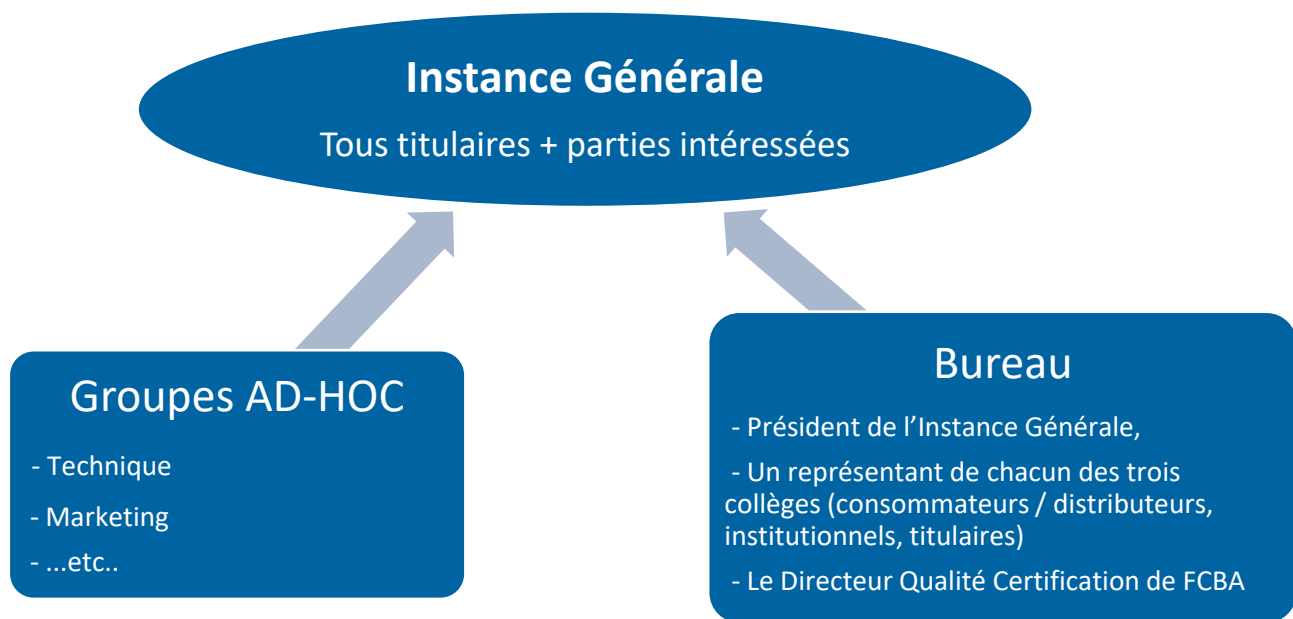 Instance Générale
Tous titulaires + parties intéressées
Groupes AD-HOC
- Technique
- Marketing
- ...etc..
Bureau
- Président de l’Instance Générale,
- Un représentant de chacun des trois
collèges (consommateurs / distributeurs,
institutionnels, titulaires)
- Le Directeur Qualité Certification de FCBA